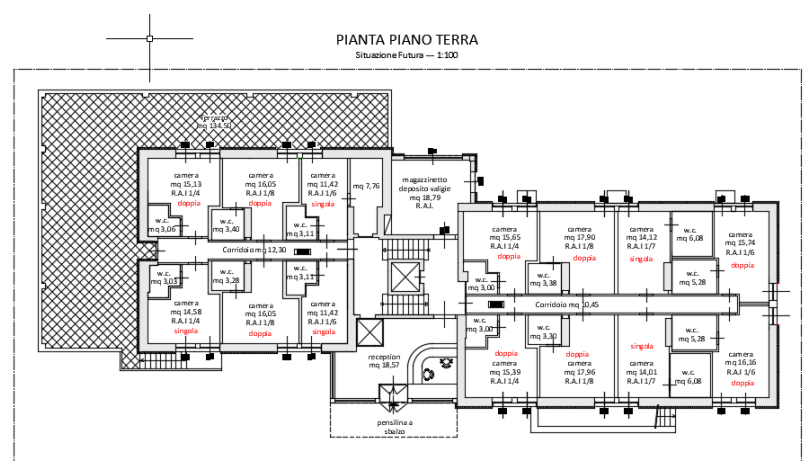 PIANTA PIANO TERRA
Situazione Futura — 1:100
Terrazzo
camera
mq 15,13
R.A.I 1/4
doppia
camera
mq 16,05
R.A.I 1/8
doppia
camera
mq 11,42
R.A.I 1/6
singola
mq 7,76
magazzinetto
deposito valigie
mq 18,79
R.A.I.
w.c.
mq 3,06
w.c.
mq 3,40
w.c.
mq 3,11
Corridoio mq 12,30
w.c.
mq 3,03
w.c.
mq 3,28
w.c.
mq 3,11
camera
mq 14,58
R.A.I 1/4
singola
camera
mq 16,05
R.A.I 1/8
doppia
camera
mq 11,42
R.A.I 1/6
singola
camera
mq 15,65
R.A.I 1/4
doppia
camera
mq 17,90
R.A.I 1/8
doppia
camera
mq 14,12
R.A.I 1/7
singola
w.c.
mq 6,08
camera
mq 15,74
R.A.I 1/6
doppia
w.c.
mq 3,00
w.c.
mq 3,38
w.c.
mq 5,28
Corridoio mq 10,45
w.c.
mq 3,00
w.c.
mq 3,30
w.c.
mq 5,28
doppia
camera
mq 15,39
R.A.I 1/4
doppia
camera
mq 17,96
R.A.I 1/8
singola
camera
mq 14,01
R.A.I 1/7
w.c.
mq 6,08
camera
mq 16,16
R.A.I 1/6
doppia
reception
mq 18,57
pensilina a
sbalzo